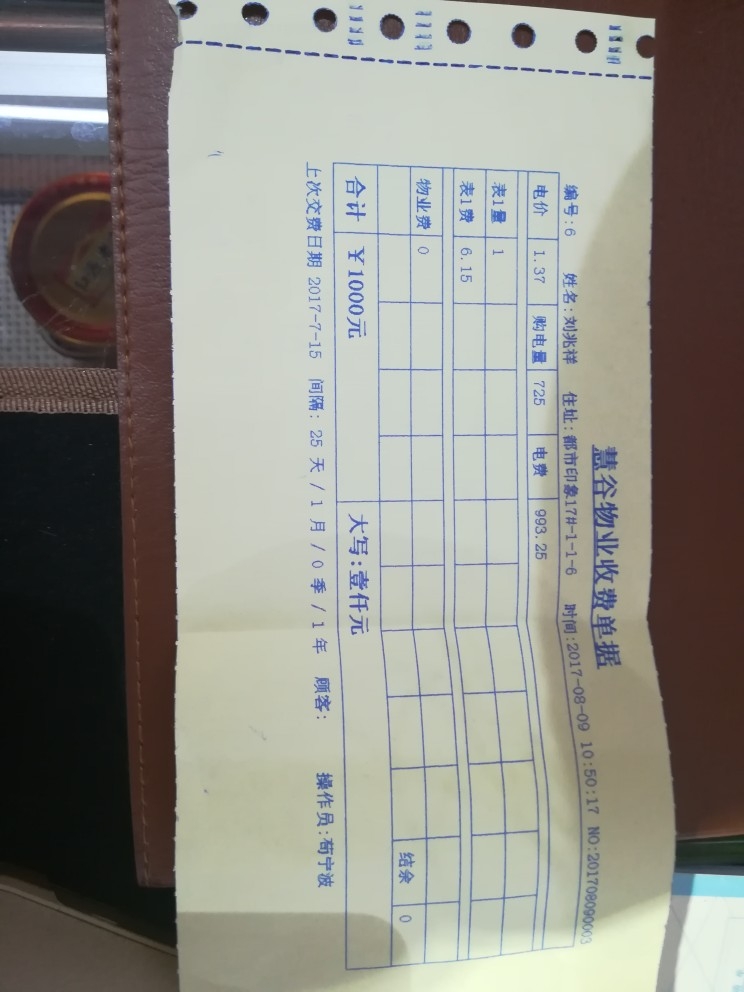 慧谷物业收费单据
编号:6 姓名:刘兆祥 住址:都市印象17#-1-1-6 时间:2017-08-09 10:50:17 NO:201708090003
电价 1.37 购电量 725 电费 993.25
表1量 1
表1费 6.15
物业费 0
结余 0
合计 ￥1000元 大写:壹仟元
上次交费日期 2017-7-15 间隔: 25 天 / 1 月 / 0 季 / 1 年 顾客: 操作员:荀宁波